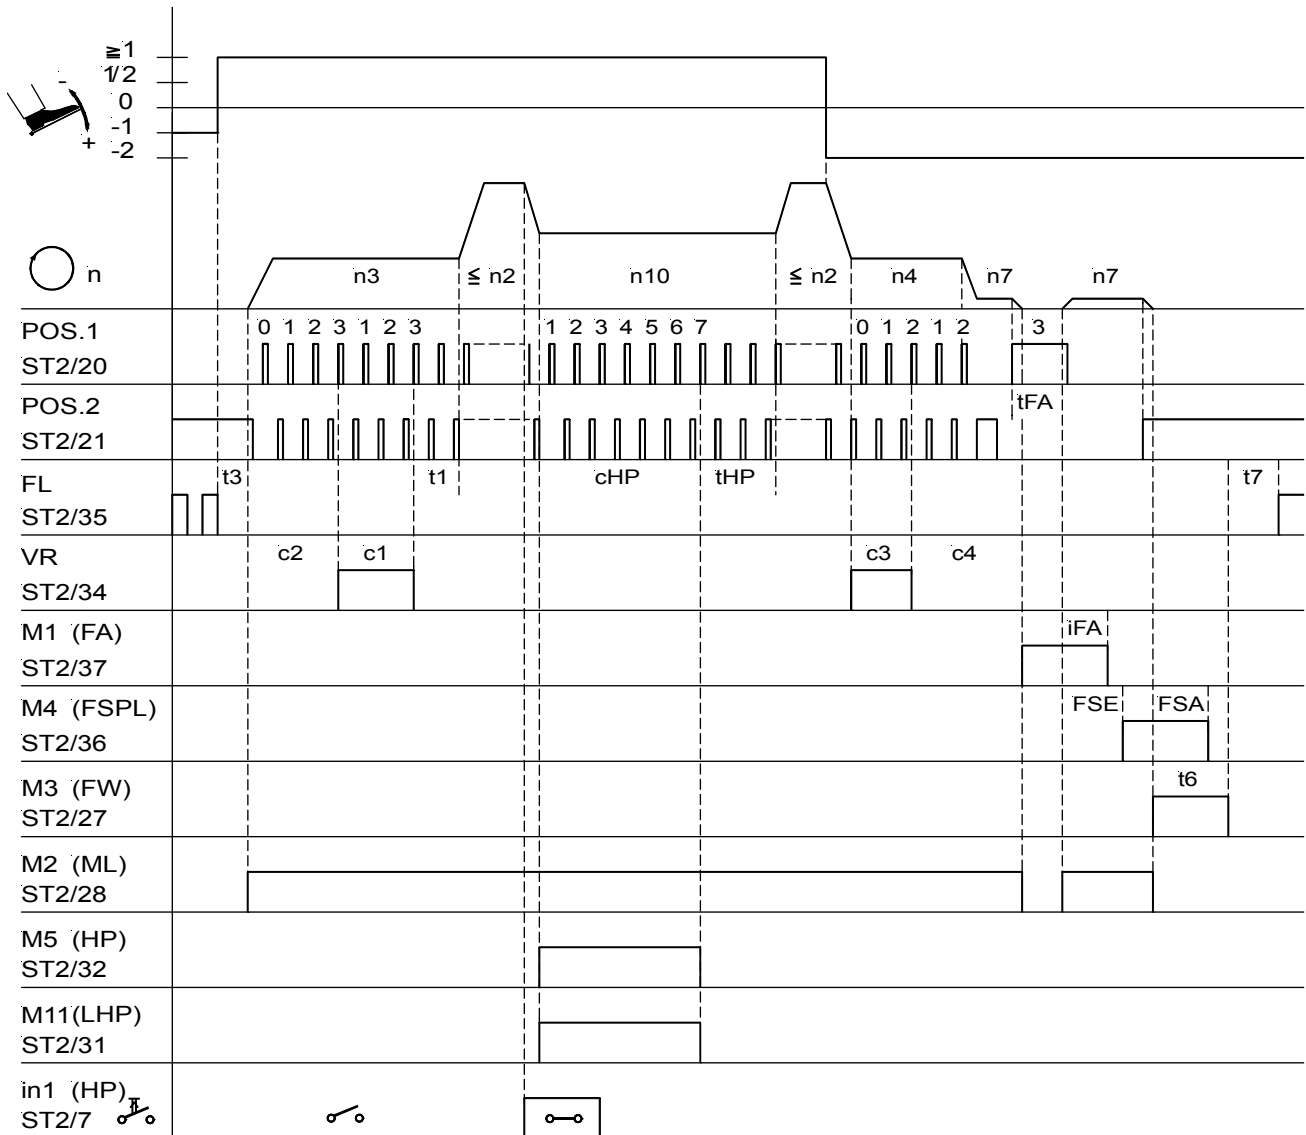 ≧1
1/2
0
-1
-2
-
+
n
n3
≤ n2
n10
≤ n2
n4
n7
n7
POS.1
ST2/20
0 1 2 3 1 2 3
1 2 3 4 5 6 7
0 1 2 1 2
3
POS.2
ST2/21
tFA
FL
ST2/35
t3
t1
cHP
tHP
t7
VR
ST2/34
c2
c1
c3
c4
M1 (FA)
ST2/37
iFA
M4 (FSPL)
ST2/36
FSE
FSA
M3 (FW)
ST2/27
t6
M2 (ML)
ST2/28
M5 (HP)
ST2/32
M11(LHP)
ST2/31
in1 (HP)
ST2/7